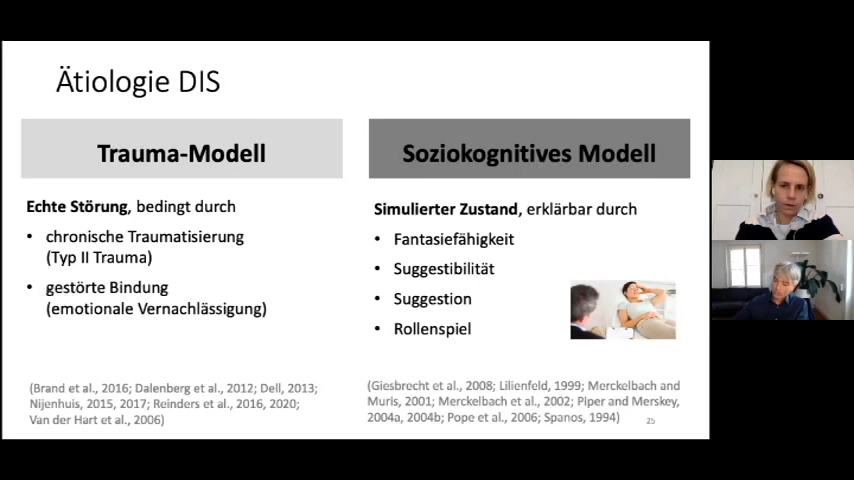 Ätiologie DIS
Trauma-Modell
Echte Störung, bedingt durch
• chronische Traumatisierung
(Typ II Trauma)
• gestörte Bindung
(emotionale Vernachlässigung)
(Brand et al., 2016; Dalenberg et al., 2012; Dell, 2013;
Nijenhuis, 2015, 2017; Reinders et al., 2016, 2020;
Van der Hart et al., 2006)
Soziokognitives Modell
Simulierter Zustand, erklärbar durch
• Fantasiefähigkeit
• Suggestibilität
• Suggestion
• Rollenspiel
(Giesbrecht et al., 2008; Lilienfeld, 1999; Merckelbach and
Muris, 2001; Merckelbach et al., 2002; Piper and Merskey,
2004a, 2004b; Pope et al., 2006; Spanos, 1994)
25